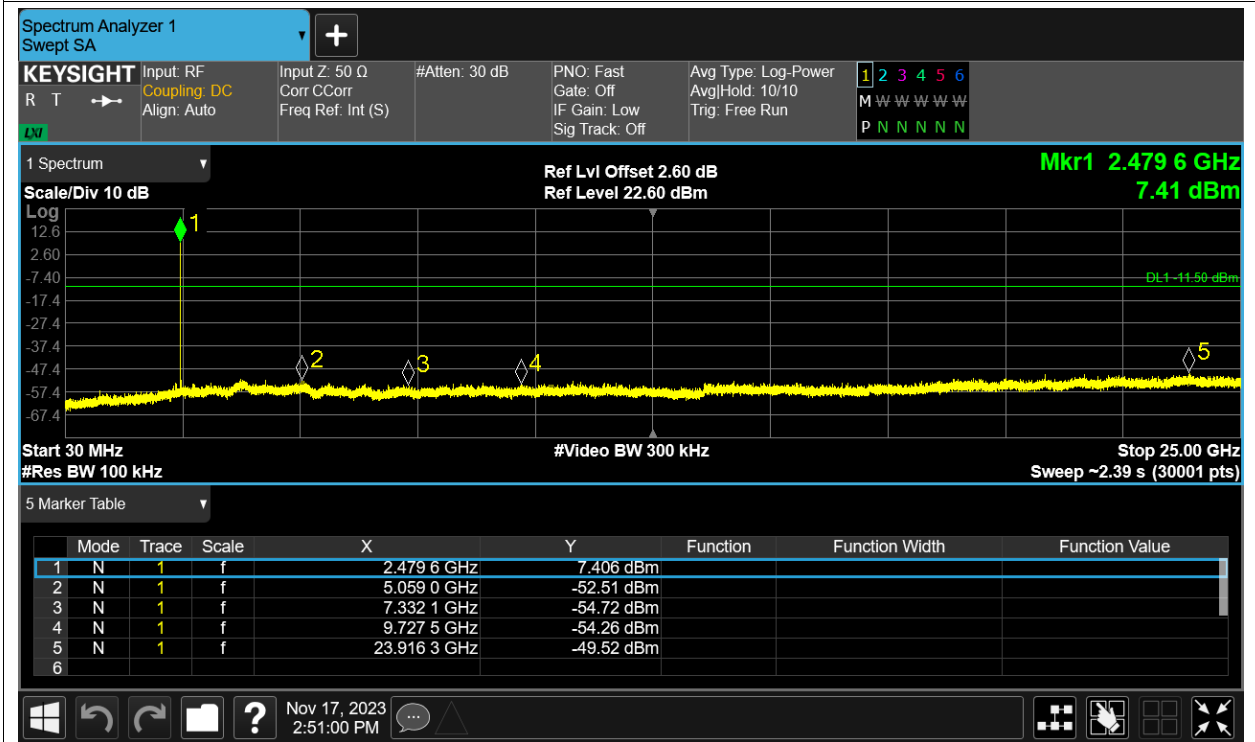 Spectrum Analyzer 1
Swept SA
+
KEYSIGHT
R T
LXI
Input: RF
Coupling: DC
Align: Auto
Input Z: 50 Ω
Corr CCorr
Freq Ref: Int (S)
#Atten: 30 dB
PNO: Fast
Gate: Off
IF Gain: Low
Sig Track: Off
Avg Type: Log-Power
Avg|Hold: 10/10
Trig: Free Run
1 2 3 4 5 6
M W W W W W
P N N N N N
1 Spectrum
Scale/Div 10 dB
Ref Lvl Offset 2.60 dB
Ref Level 22.60 dBm
Mkr1 2.479 6 GHz
7.41 dBm
Log
12.6
2.60
-7.40
-17.4
-27.4
-37.4
-47.4
-57.4
-67.4
1
2
3
4
5
DL1 -11.50 dBm
Start 30 MHz
#Res BW 100 kHz
#Video BW 300 kHz
Stop 25.00 GHz
Sweep ~2.39 s (30001 pts)
5 Marker Table
Mode Trace Scale X Y Function Function Width Function Value
1 N 1 f 2.479 6 GHz 7.406 dBm
2 N 1 f 5.059 0 GHz -52.51 dBm
3 N 1 f 7.332 1 GHz -54.72 dBm
4 N 1 f 9.727 5 GHz -54.26 dBm
5 N 1 f 23.916 3 GHz -49.52 dBm
6
?
Nov 17, 2023
2:51:00 PM